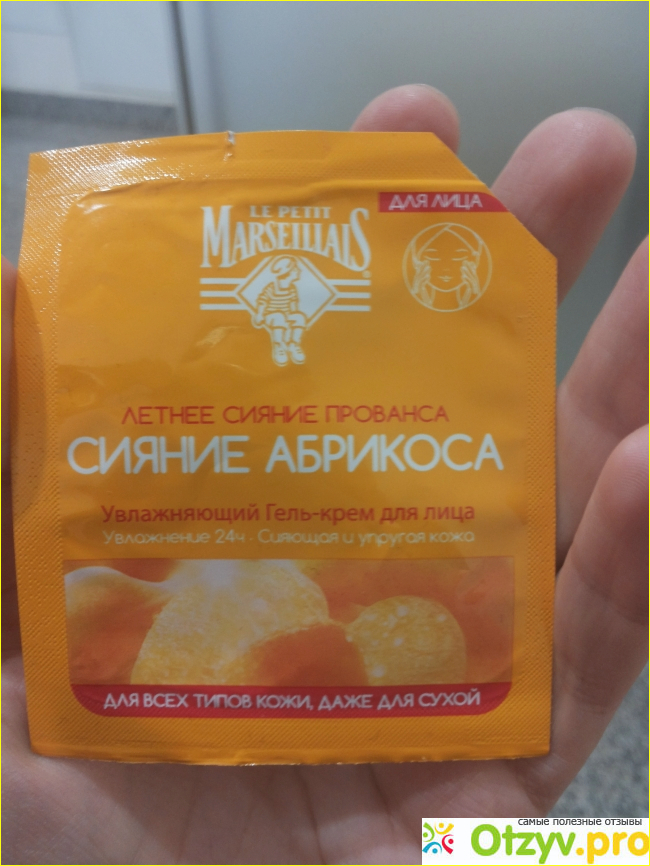 LE PETIT
MARSEILLAIS
ДЛЯ ЛИЦА
ЛЕТНЕЕ СИЯНИЕ ПРОВАНСА
СИЯНИЕ АБРИКОСА
Увлажняющий Гель-крем для лица
Увлажнение 24ч · Сияющая и упругая кожа
ДЛЯ ВСЕХ ТИПОВ КОЖИ, ДАЖЕ ДЛЯ СУХОЙ
самые полезные отзывы
Otzyv.pro